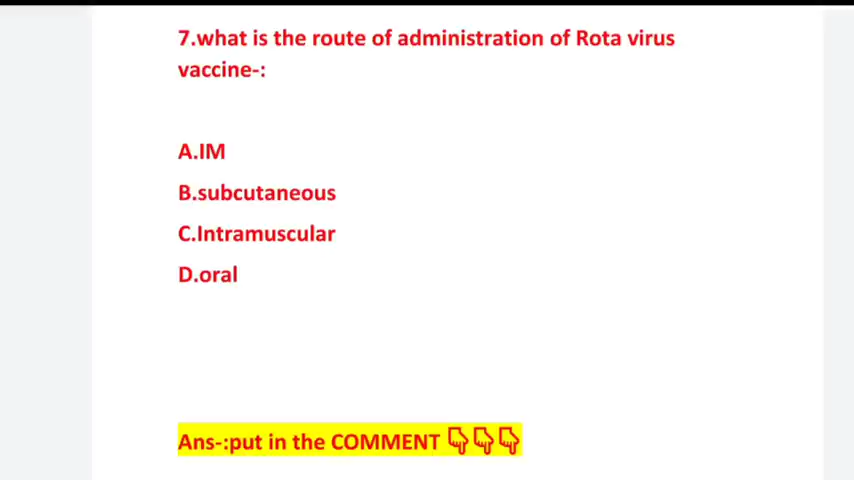 7.what is the route of administration of Rota virus
vaccine-:
A.IM
B.subcutaneous
C.Intramuscular
D.oral
Ans-:put in the COMMENT 👇👇👇